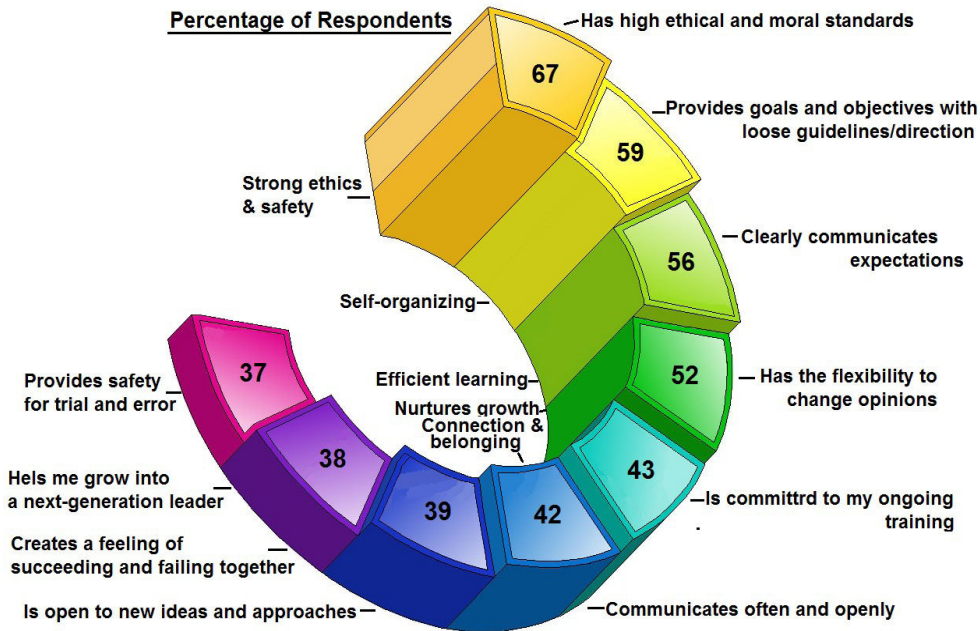 Percentage of Respondents
Has high ethical and moral standards
67
Provides goals and objectives with
loose guidelines/direction
59
Strong ethics
& safety
Clearly communicates
expectations
56
Self-organizing
37
Provides safety
for trial and error
Efficient learning
52
Has the flexibility to
change opinions
Nurtures growth
Connection &
belonging
38
43
Hels me grow into
a next-generation leader
39
42
Is committrd to my ongoing
training
.
Creates a feeling of
succeeding and failing together
Is open to new ideas and approaches
Communicates often and openly